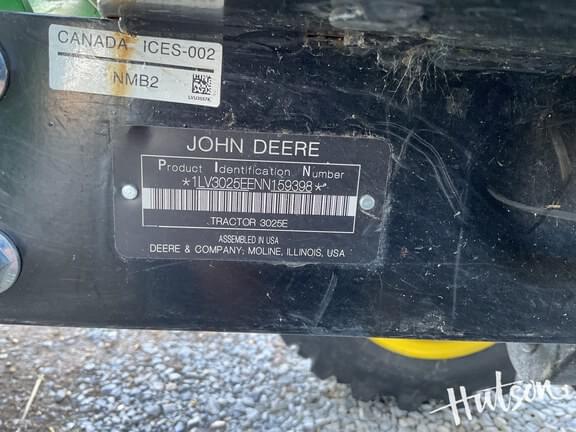 CANADA ICES-002
NMB2
JOHN DEERE
Product Identification Number
*1LV3025EENN159398*
TRACTOR 3025E
ASSEMBLED IN USA
DEERE & COMPANY; MOLINE, ILLINOIS, USA
Hutson